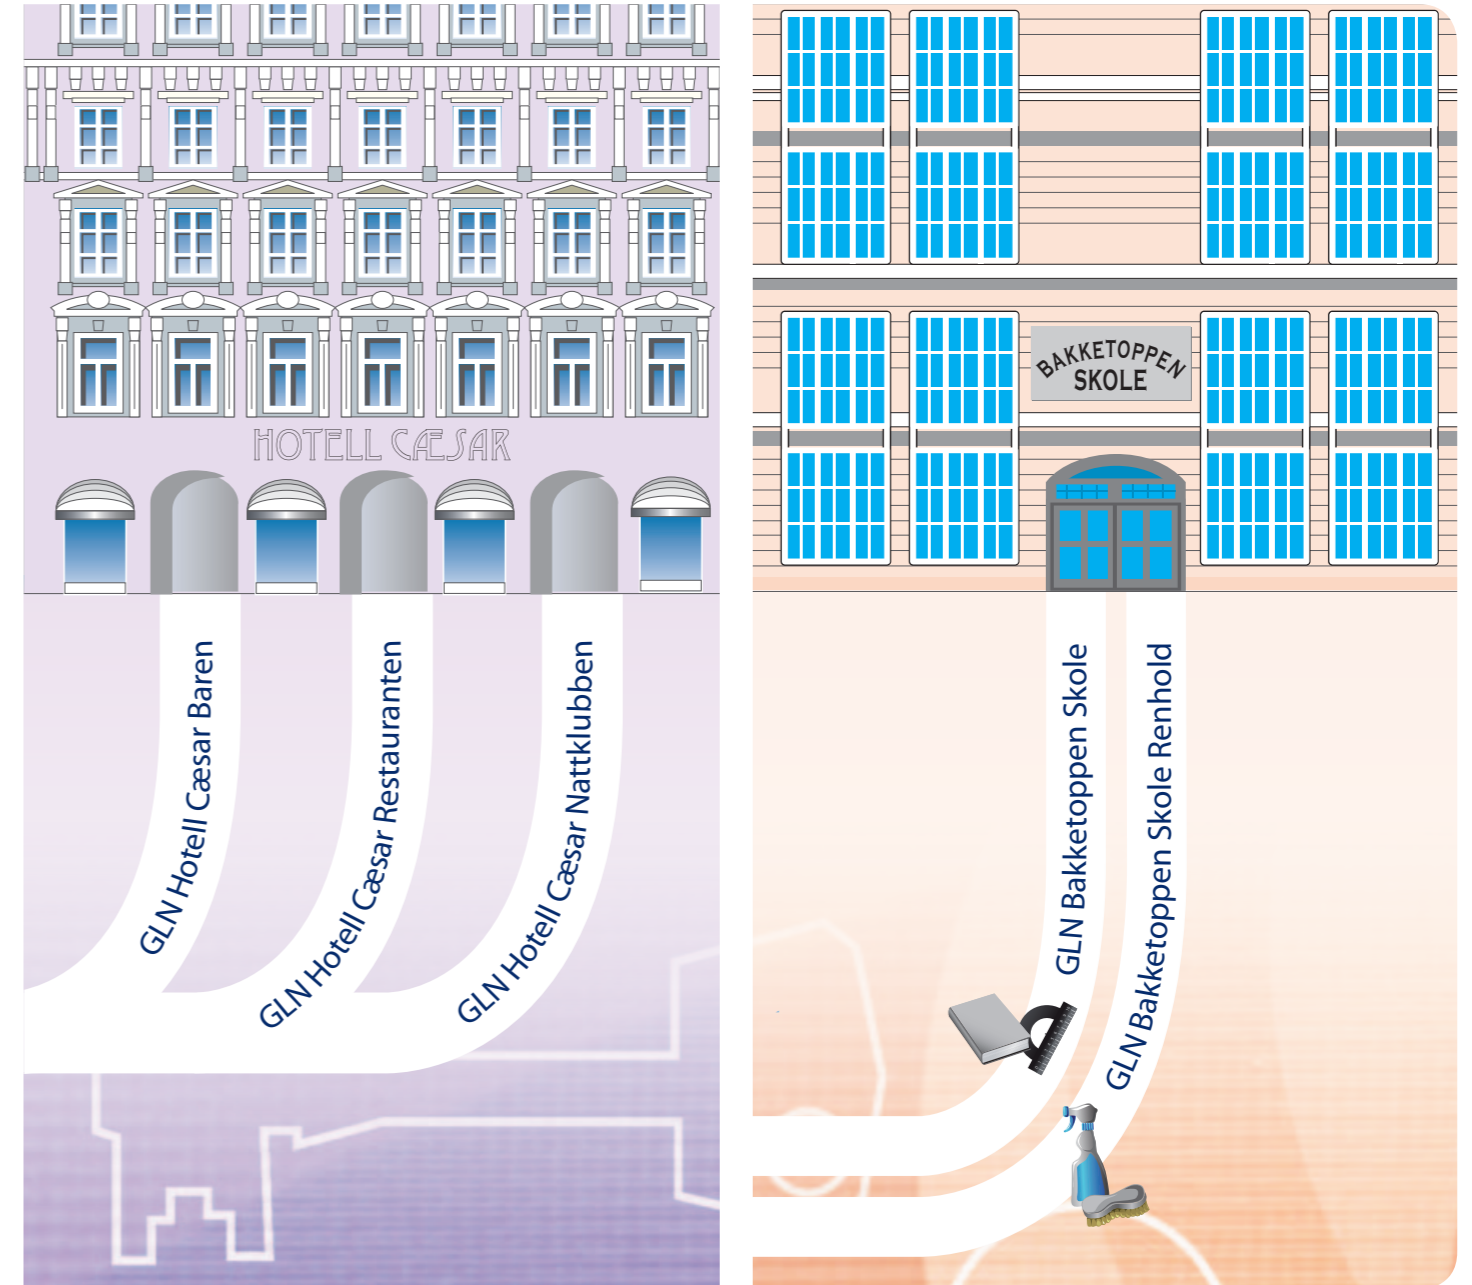 HOTELL CÆSAR
GLN Hotell Cæsar Baren
GLN Hotell Cæsar Restauranten
GLN Hotell Cæsar Nattklubben
BAKKETOPPEN
SKOLE
GLN Bakketoppen Skole
GLN Bakketoppen Skole Renhold